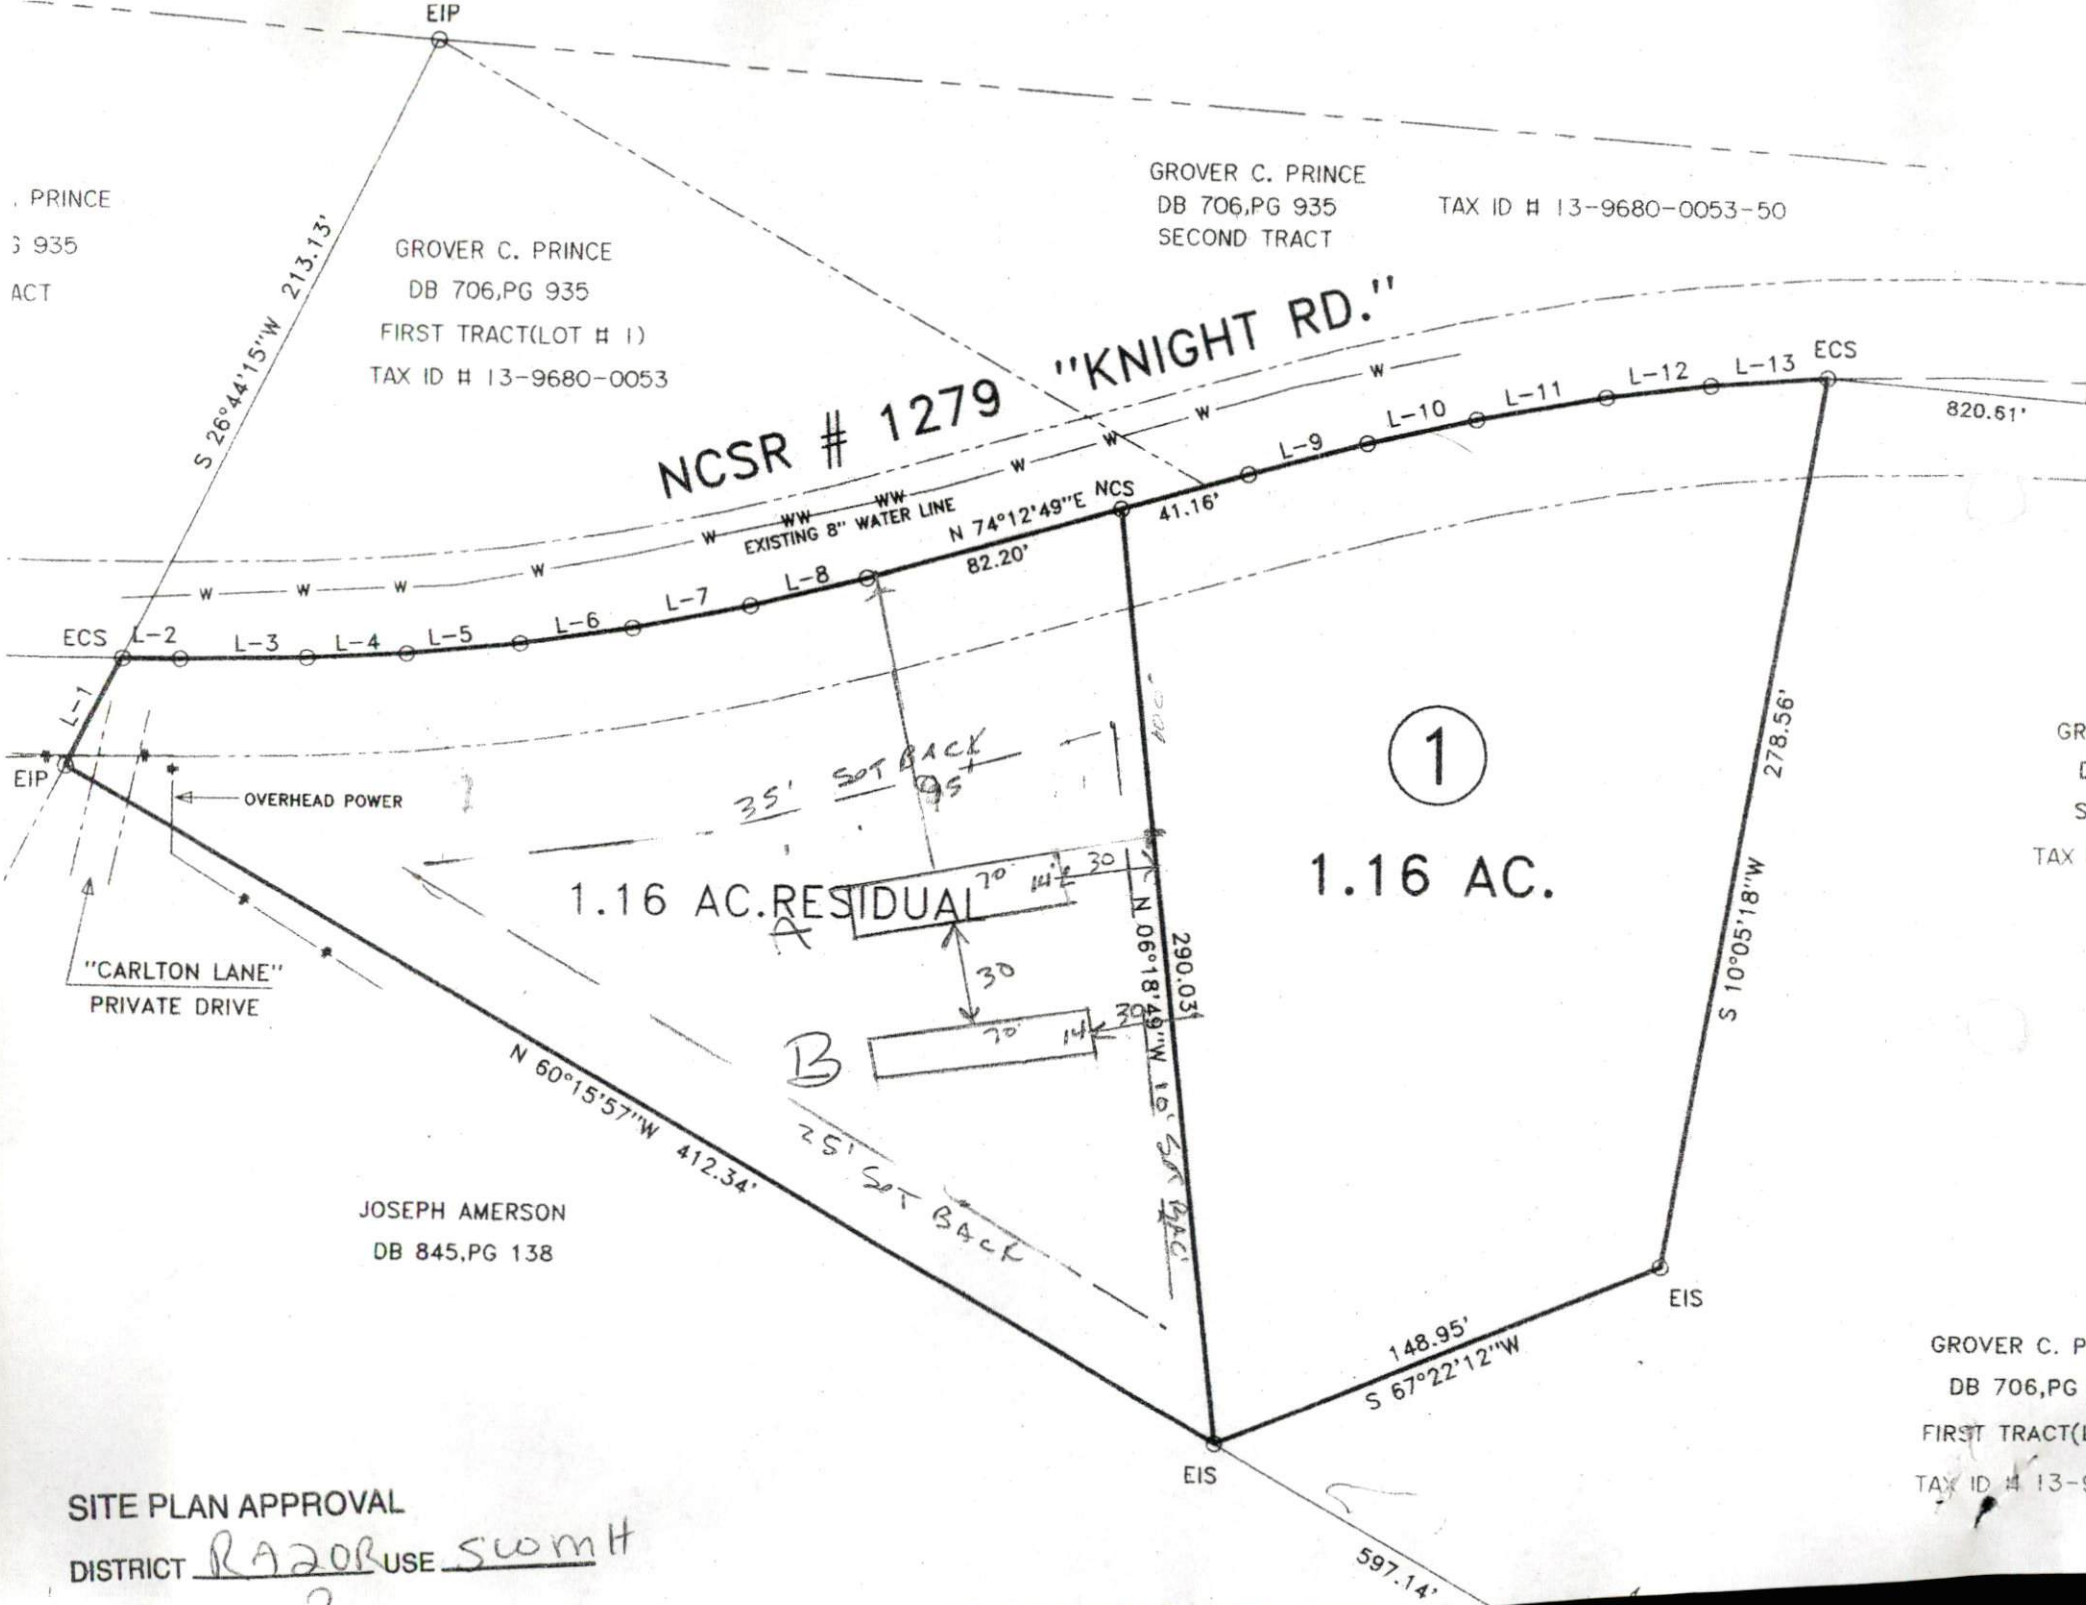 EIP
GROVER C. PRINCE
DB 706,PG 935
SECOND TRACT
TAX ID # 13-9680-0053-50
. PRINCE
G 935
ACT
S 26°44'15"W 213.13'
GROVER C. PRINCE
DB 706,PG 935
FIRST TRACT(LOT # 1)
TAX ID # 13-9680-0053
NCSR # 1279 "KNIGHT RD."
W W W W W WW WW W W W W
EXISTING 8" WATER LINE
N 74°12'49"E
82.20'
NCS
41.16'
ECS
L-1
L-2
L-3
L-4
L-5
L-6
L-7
L-8
L-9
L-10
L-11
L-12
L-13
ECS
820.61'
EIP
OVERHEAD POWER
"CARLTON LANE"
PRIVATE DRIVE
35' SET BACK
95'
1.16 AC.RESIDUAL
70' 14' 30
A
30
B
70' 14' 30
N 06°18'49"W
290.03'
10' SET BAC
25' SET BACK
1
1.16 AC.
278.56'
S 10°05'18"W
GR
D
S
TAX
N 60°15'57"W 412.34'
JOSEPH AMERSON
DB 845,PG 138
148.95'
S 67°22'12"W
EIS
EIS
597.14'
GROVER C. P
DB 706,PG
FIRST TRACT(L
TAX ID # 13-9
SITE PLAN APPROVAL
DISTRICT RA20R USE SWMH